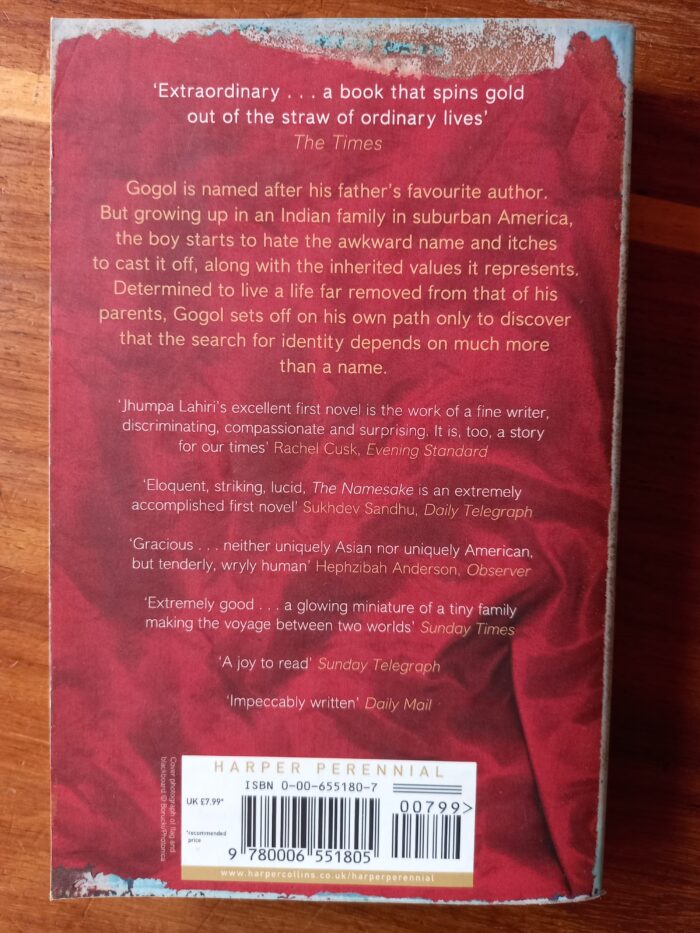 ‘Extraordinary . . . a book that spins gold
out of the straw of ordinary lives’
The Times
Gogol is named after his father’s favourite author.
But growing up in an Indian family in suburban America,
the boy starts to hate the awkward name and itches
to cast it off, along with the inherited values it represents.
Determined to live a life far removed from that of his
parents, Gogol sets off on his own path only to discover
that the search for identity depends on much more
than a name.
‘Jhumpa Lahiri’s excellent first novel is the work of a fine writer,
discriminating, compassionate and surprising. It is, too, a story
for our times’ Rachel Cusk, Evening Standard
‘Eloquent, striking, lucid, The Namesake is an extremely
accomplished first novel’ Sukhdev Sandhu, Daily Telegraph
‘Gracious . . . neither uniquely Asian nor uniquely American,
but tenderly, wryly human’ Hephzibah Anderson, Observer
‘Extremely good . . . a glowing miniature of a tiny family
making the voyage between two worlds’ Sunday Times
‘A joy to read’ Sunday Telegraph
‘Impeccably written’ Daily Mail
Cover photograph of flag and
blackboard © Borucki/Photonica
HARPER PERENNIAL
ISBN 0-00-655180-7
UK £7.99*
*recommended
price
00799>
9 780006 551805
www.harpercollins.co.uk/harperperennial